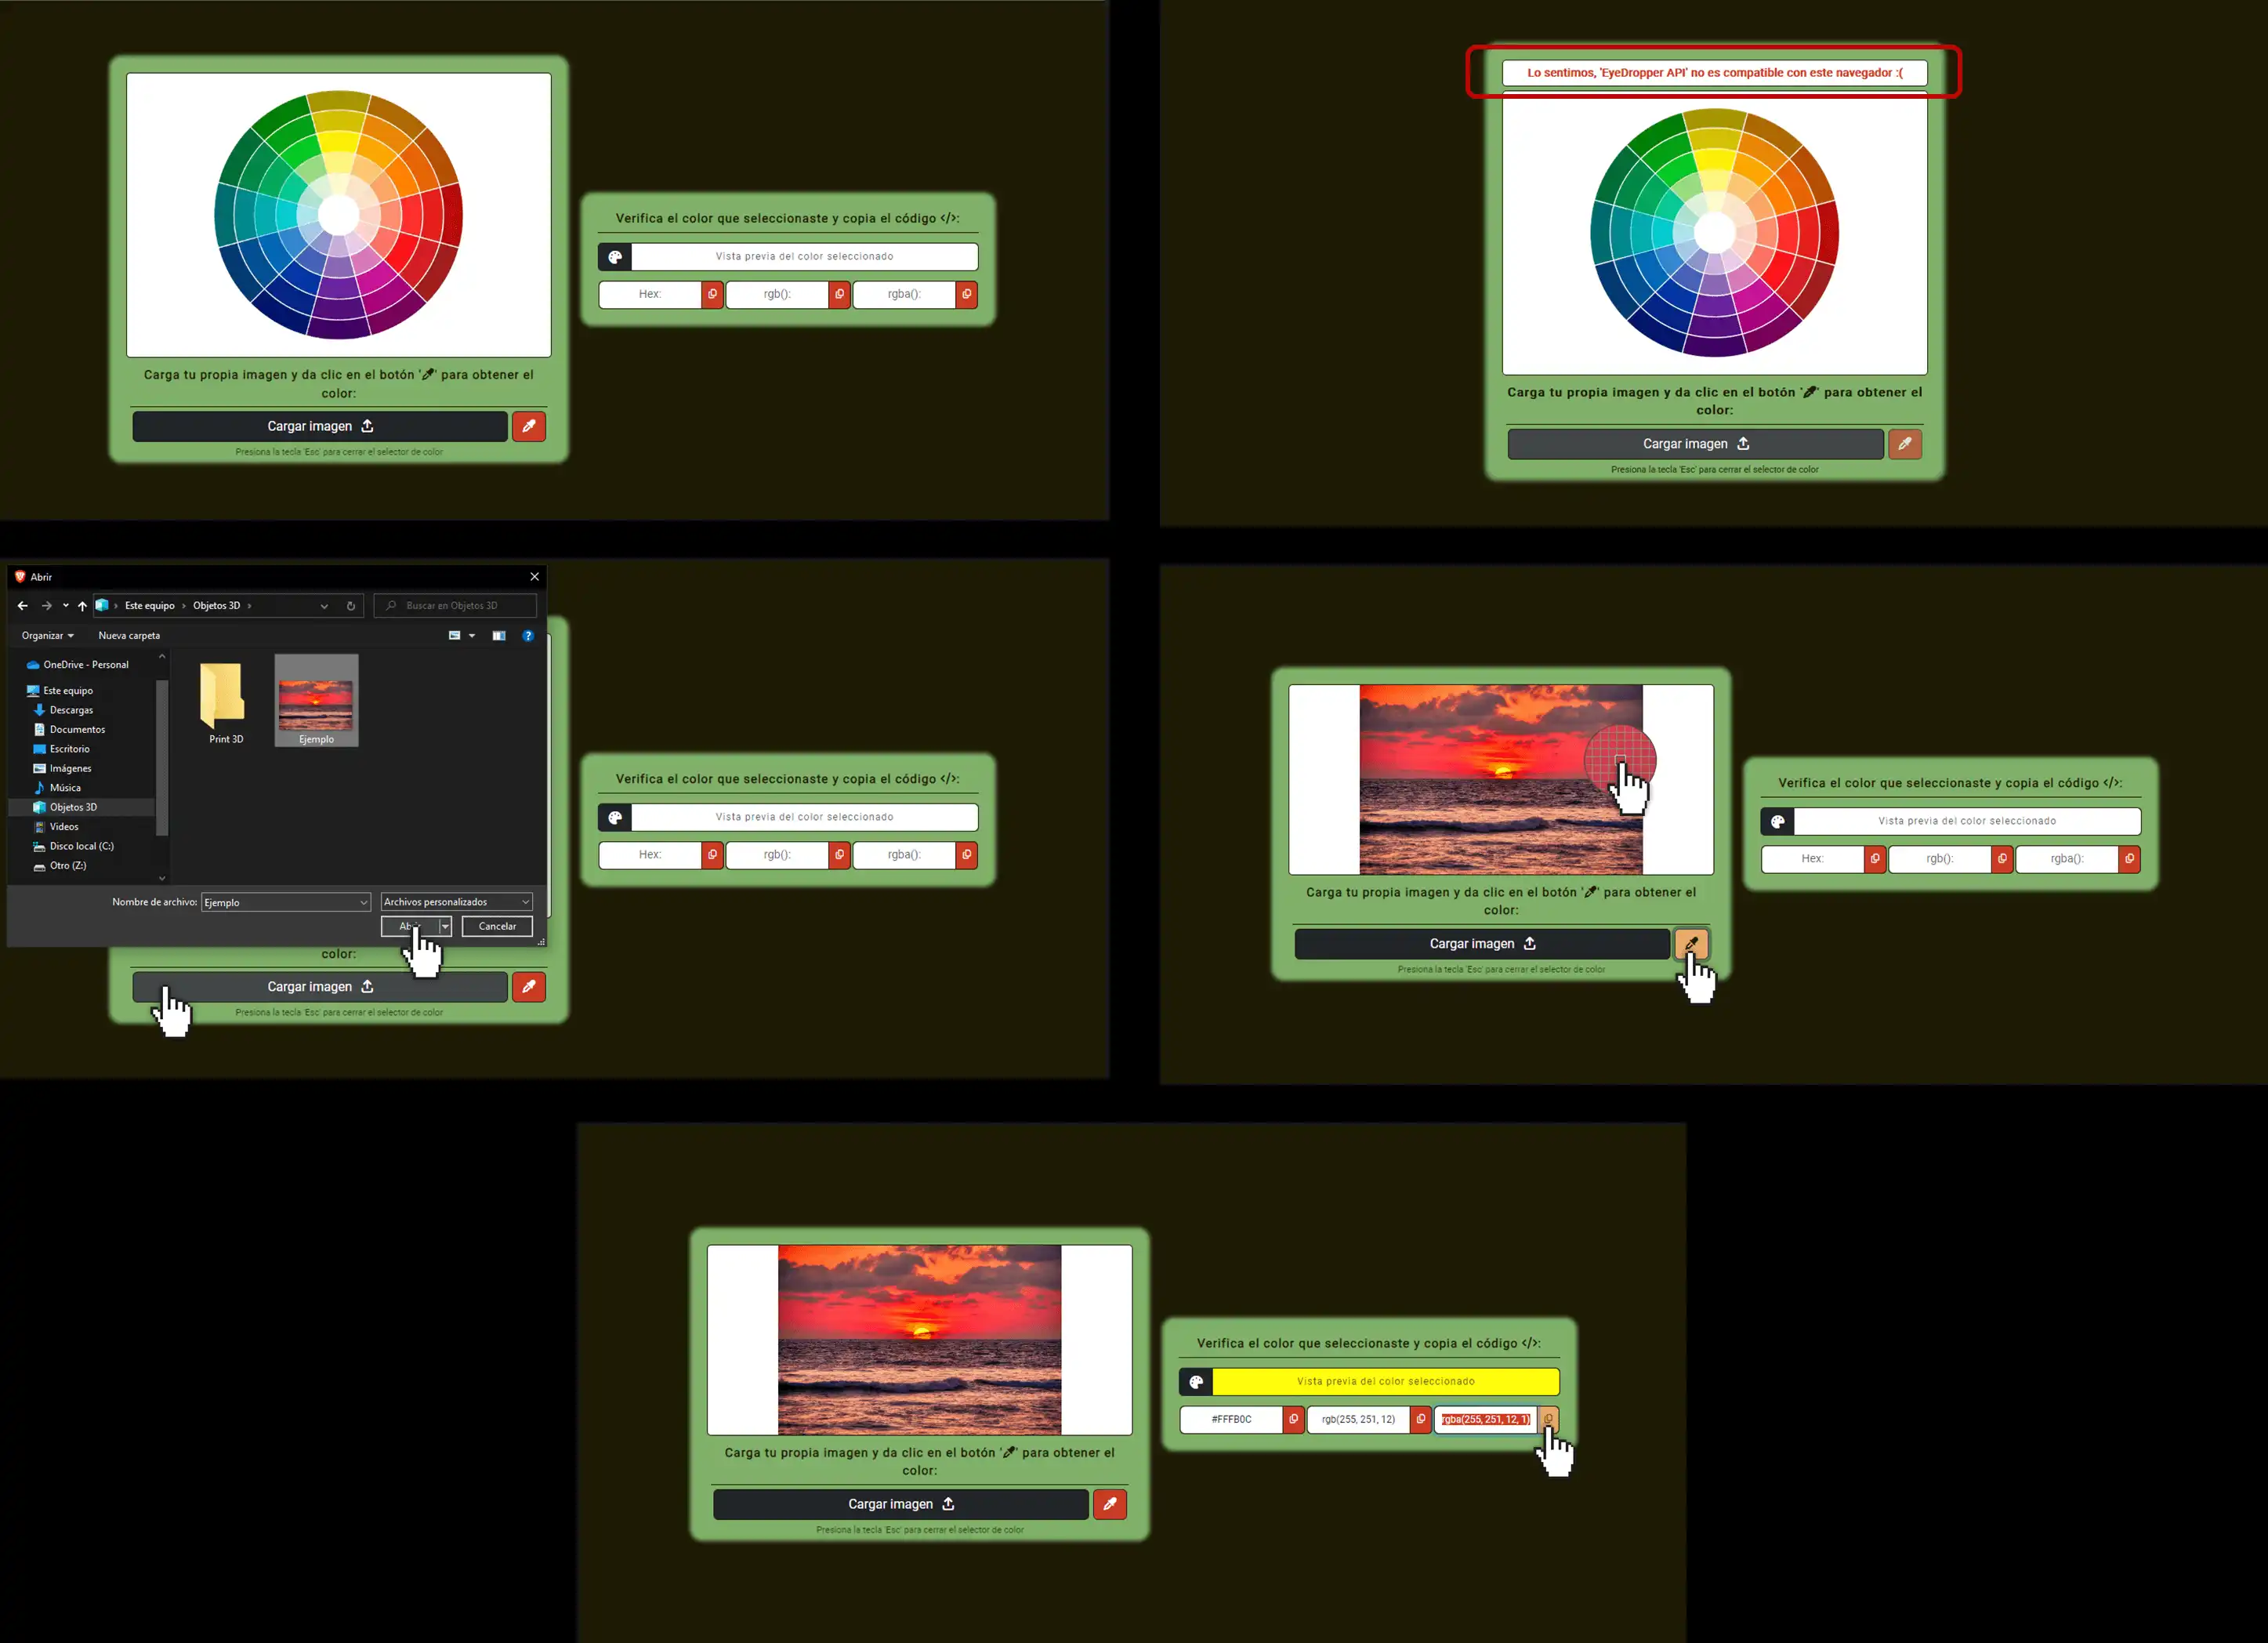 Carga tu propia imagen y da clic en el botón ' ' para obtener el
color:
Cargar imagen
Presiona la tecla 'Esc' para cerrar el selector de color
Verifica el color que seleccionaste y copia el código </>:
Vista previa del color seleccionado
Hex:
rgb():
rgba():
Lo sentimos, 'EyeDropper API' no es compatible con este navegador :(
Carga tu propia imagen y da clic en el botón ' ' para obtener el
color:
Cargar imagen
Presiona la tecla 'Esc' para cerrar el selector de color
Abrir
Este equipo > Objetos 3D >
Buscar en Objetos 3D
Organizar
Nueva carpeta
OneDrive - Personal
Este equipo
Descargas
Documentos
Escritorio
Imágenes
Música
Objetos 3D
Videos
Disco local (C:)
Otro (Z:)
Print 3D
Ejemplo
Nombre de archivo:
Ejemplo
Archivos personalizados
Cancelar
color:
Cargar imagen
Presiona la tecla 'Esc' para cerrar el selector de color
Verifica el color que seleccionaste y copia el código </>:
Vista previa del color seleccionado
Hex:
rgb():
rgba():
Carga tu propia imagen y da clic en el botón ' ' para obtener el
color:
Cargar imagen
Presiona la tecla 'Esc' para cerrar el selector de color
Verifica el color que seleccionaste y copia el código </>:
Vista previa del color seleccionado
Hex:
rgb():
rgba():
Carga tu propia imagen y da clic en el botón ' ' para obtener el
color:
Cargar imagen
Presiona la tecla 'Esc' para cerrar el selector de color
Verifica el color que seleccionaste y copia el código </>:
Vista previa del color seleccionado
#FFFB0C
rgb(255, 251, 12)
rgba(255, 251, 12, 1)